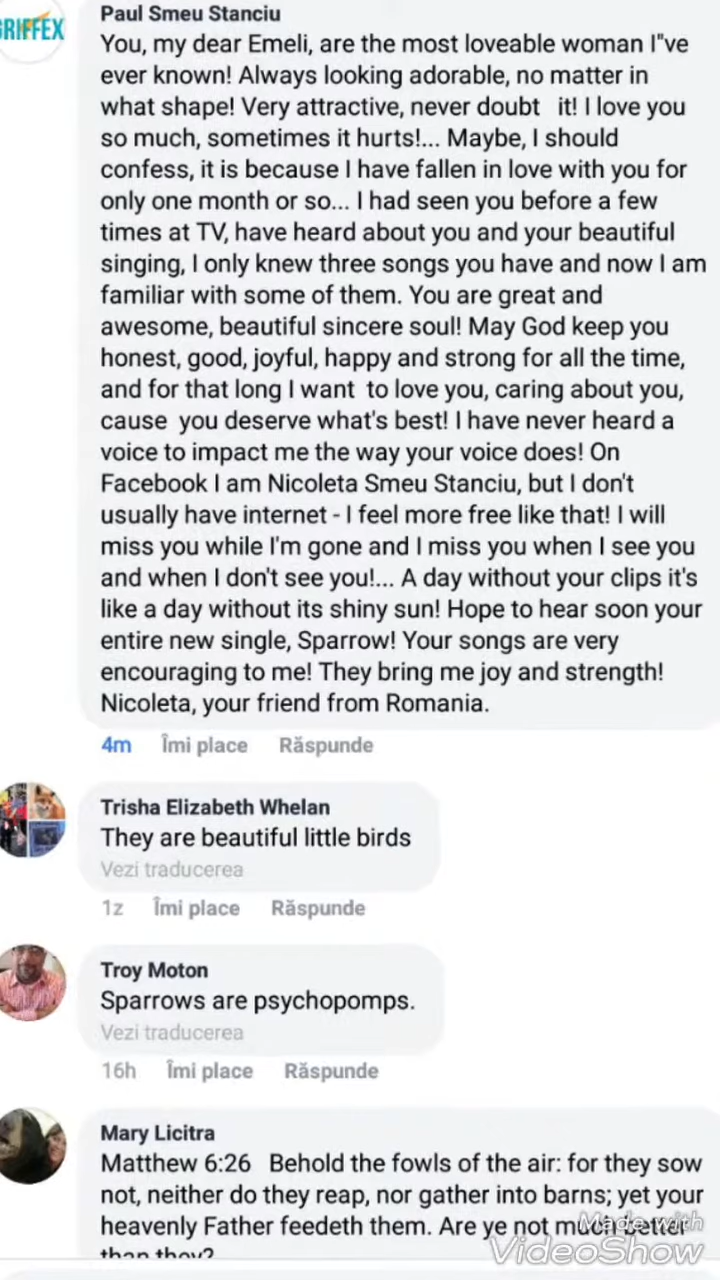 GRIFFEX
Paul Smeu Stanciu
You, my dear Emeli, are the most loveable woman I"ve
ever known! Always looking adorable, no matter in
what shape! Very attractive, never doubt it! I love you
so much, sometimes it hurts!... Maybe, I should
confess, it is because I have fallen in love with you for
only one month or so... I had seen you before a few
times at TV, have heard about you and your beautiful
singing, I only knew three songs you have and now I am
familiar with some of them. You are great and
awesome, beautiful sincere soul! May God keep you
honest, good, joyful, happy and strong for all the time,
and for that long I want to love you, caring about you,
cause you deserve what's best! I have never heard a
voice to impact me the way your voice does! On
Facebook I am Nicoleta Smeu Stanciu, but I don't
usually have internet - I feel more free like that! I will
miss you while I'm gone and I miss you when I see you
and when I don't see you!... A day without your clips it's
like a day without its shiny sun! Hope to hear soon your
entire new single, Sparrow! Your songs are very
encouraging to me! They bring me joy and strength!
Nicoleta, your friend from Romania.
4m Îmi place Răspunde
Trisha Elizabeth Whelan
They are beautiful little birds
Vezi traducerea
1z Îmi place Răspunde
Troy Moton
Sparrows are psychopomps.
Vezi traducerea
16h Îmi place Răspunde
Mary Licitra
Matthew 6:26 Behold the fowls of the air: for they sow
not, neither do they reap, nor gather into barns; yet your
heavenly Father feedeth them. Are ye not much better
than they?
Made with
VideoShow